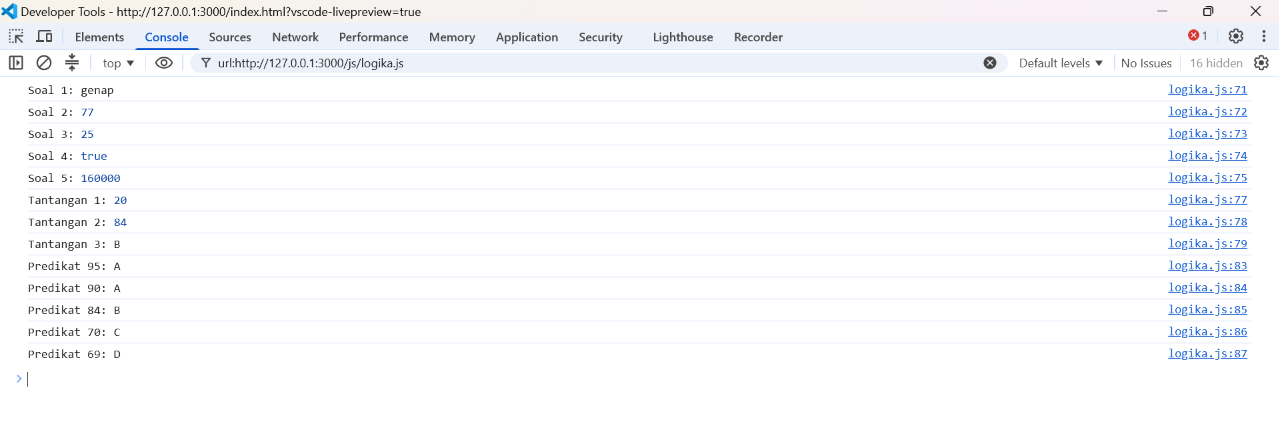 Developer Tools - http://127.0.0.1:3000/index.html?vscode-livepreview=true
Elements Console Sources Network Performance Memory Application Security Lighthouse Recorder 1
top url:http://127.0.0.1:3000/js/logika.js Default levels No Issues 16 hidden
Soal 1: genap logika.js:71
Soal 2: 77 logika.js:72
Soal 3: 25 logika.js:73
Soal 4: true logika.js:74
Soal 5: 160000 logika.js:75
Tantangan 1: 20 logika.js:77
Tantangan 2: 84 logika.js:78
Tantangan 3: B logika.js:79
Predikat 95: A logika.js:83
Predikat 90: A logika.js:84
Predikat 84: B logika.js:85
Predikat 70: C logika.js:86
Predikat 69: D logika.js:87